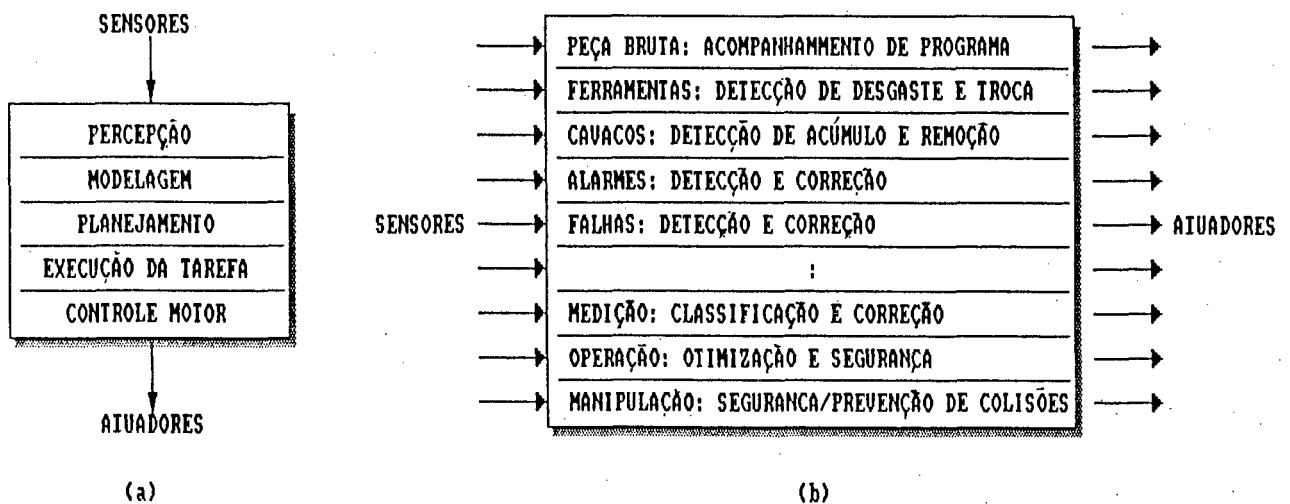 SENSORES
PERCEPÇÃO
MODELAGEM
PLANEJAMENTO
EXECUÇÃO DA TAREFA
CONTROLE MOTOR
ATUADORES
(a)
SENSORES
PEÇA BRUTA: ACOMPANHAMMENTO DE PROGRAMA
FERRAMENTAS: DETECÇÃO DE DESGASTE E TROCA
CAVACOS: DETECÇÃO DE ACÚMULO E REMOÇÃO
ALARMES: DETECÇÃO E CORREÇÃO
FALHAS: DETECÇÃO E CORREÇÃO
:
MEDIÇÃO: CLASSIFICAÇÃO E CORREÇÃO
OPERAÇÃO: OTIMIZAÇÃO E SEGURANÇA
MANIPULAÇÃO: SEGURANCA/PREVENÇÃO DE COLISÕES
ATUADORES
(b)